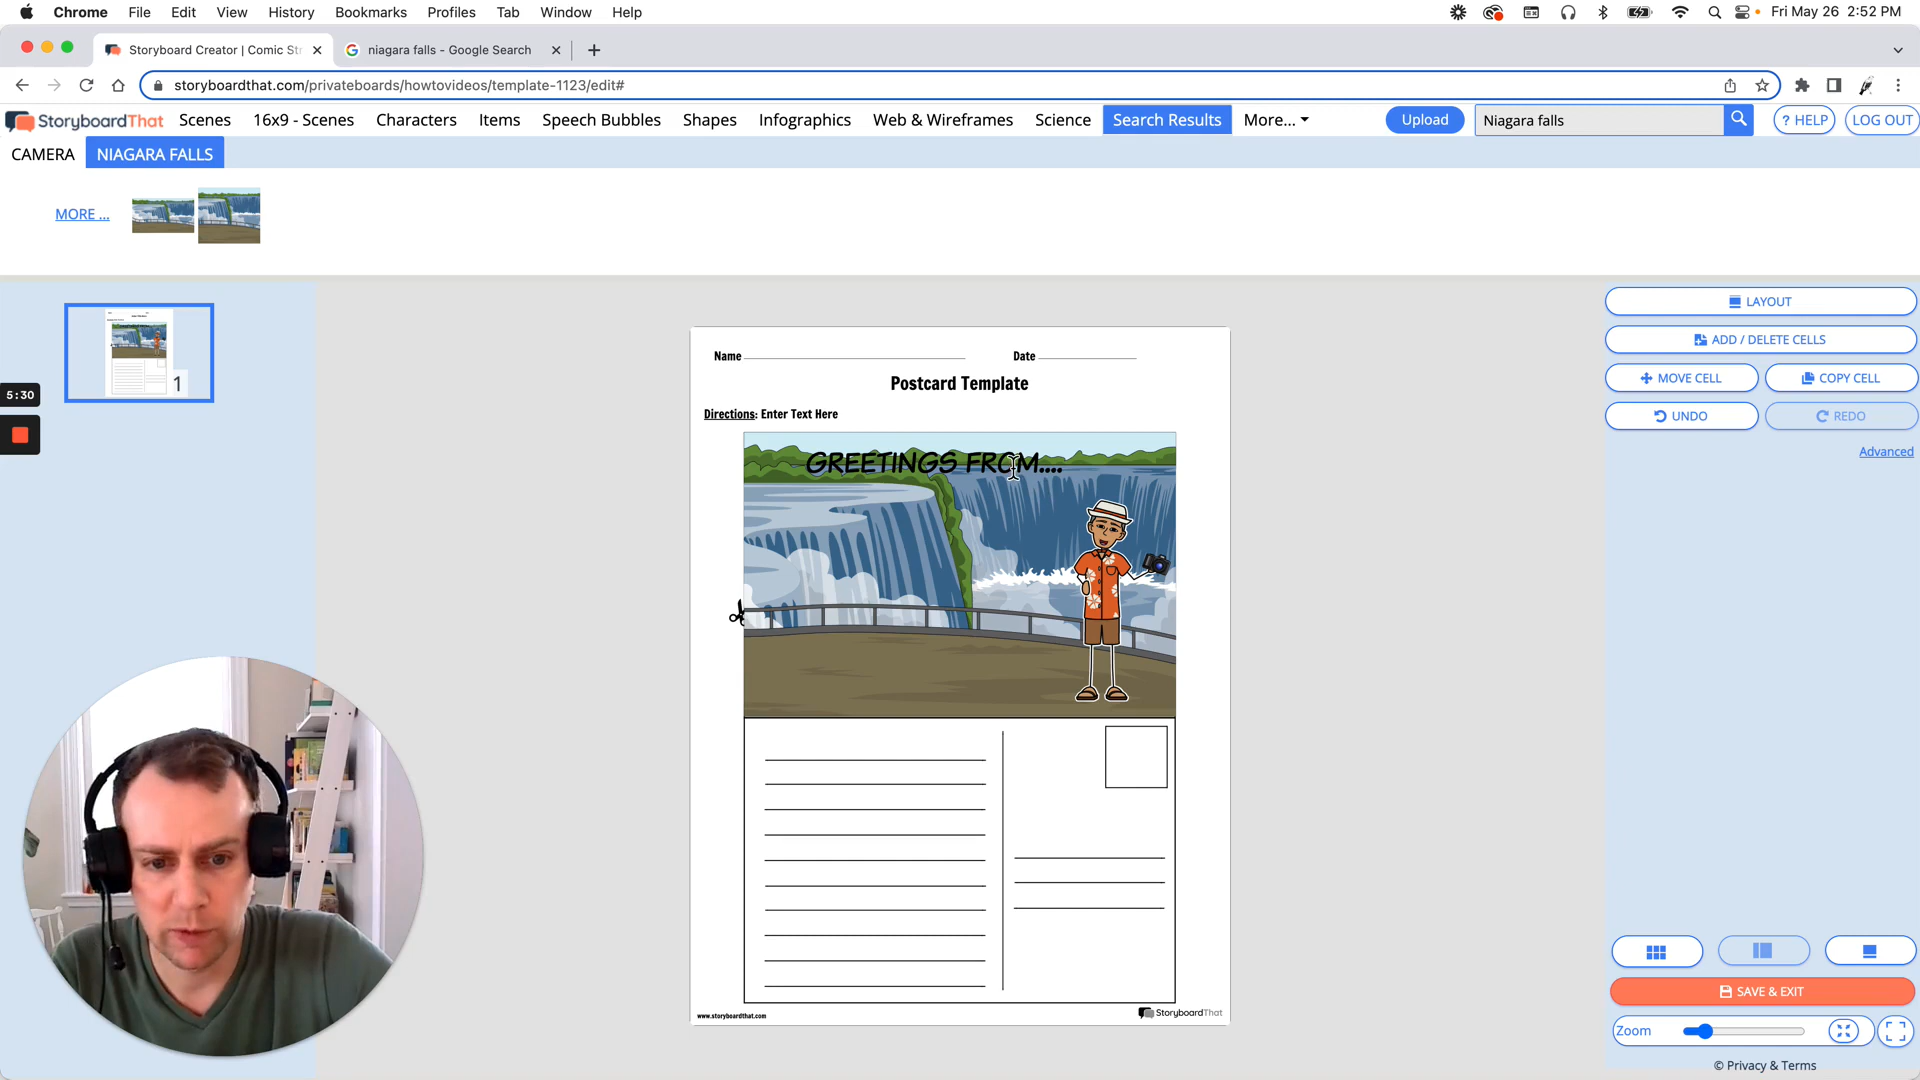 Chrome File Edit View History Bookmarks Profiles Tab Window Help
Fri May 26 2:52 PM
Storyboard Creator | Comic St
niagara falls - Google Search
storyboardthat.com/privateboards/howtovideos/template-1123/edit#
StoryboardThat
Scenes 16x9 - Scenes Characters Items Speech Bubbles Shapes Infographics Web & Wireframes Science Search Results More...
Upload
Niagara falls
? HELP
LOG OUT
CAMERA
NIAGARA FALLS
MORE ...
1
5:30
Name
Date
Postcard Template
Directions: Enter Text Here
GREETINGS FROM....
www.storyboardthat.com
StoryboardThat
LAYOUT
ADD / DELETE CELLS
MOVE CELL
COPY CELL
UNDO
REDO
Advanced
SAVE & EXIT
Zoom
© Privacy & Terms